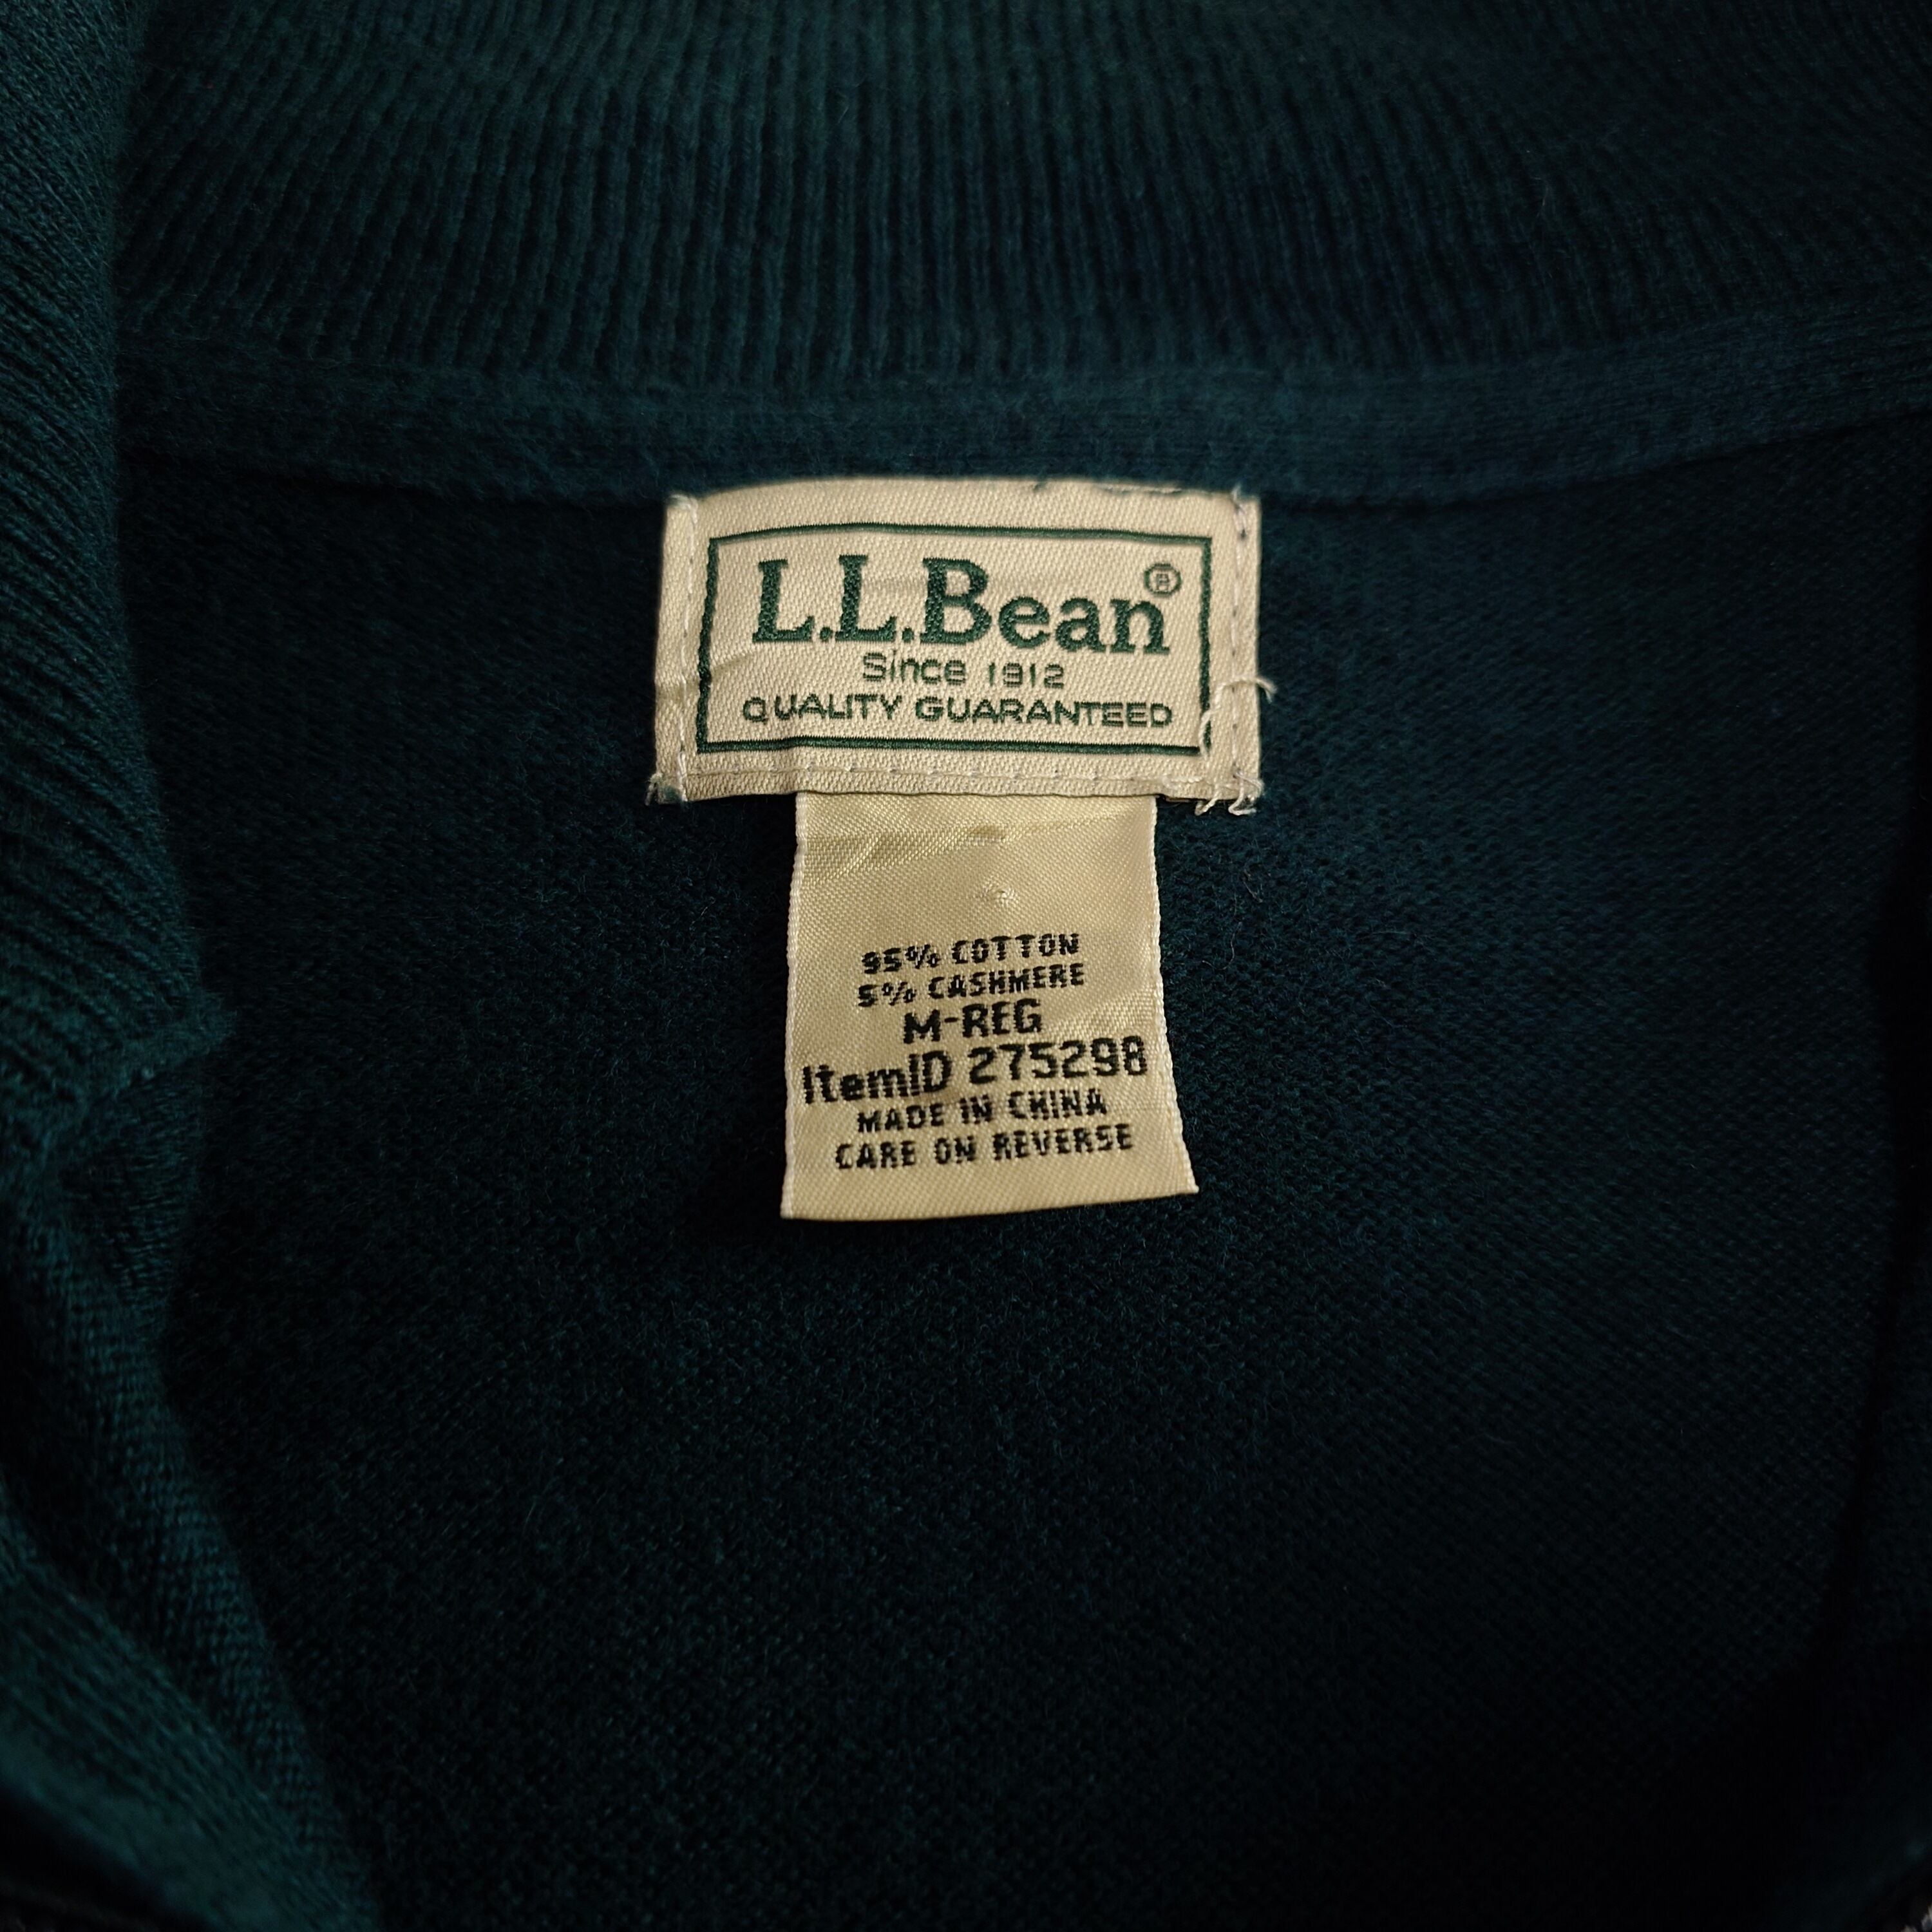 L.L.Bean®
Since 1912
QUALITY GUARANTEED
95% COTTON
5% CASHMERE
M-REG
ItemID 275298
MADE IN CHINA
CARE ON REVERSE